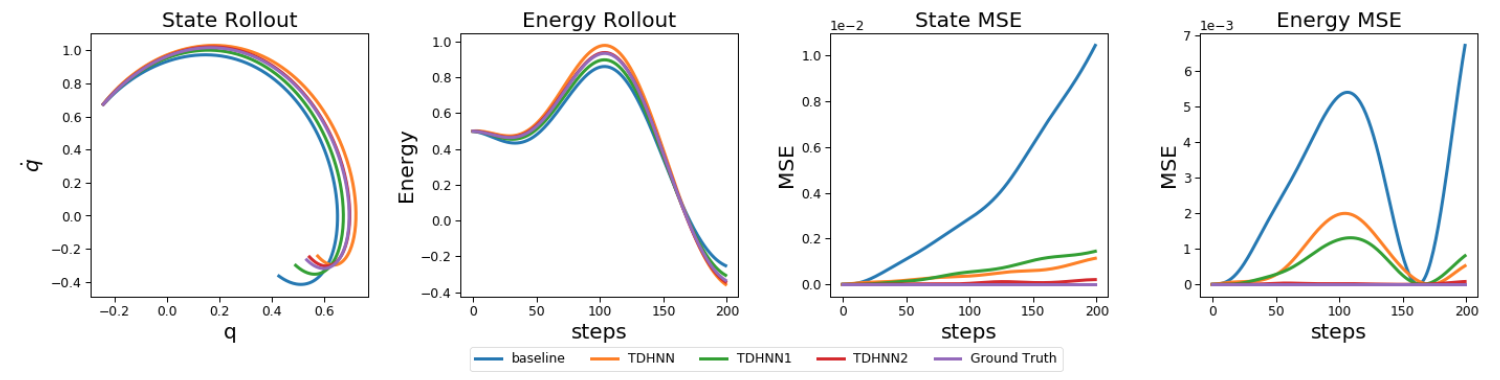 State Rollout
1.0
0.8
0.6
0.4
0.2
0.0
−0.2
−0.4
q̇
−0.2 0.0 0.2 0.4 0.6
q
Energy Rollout
1.0
0.8
0.6
0.4
0.2
0.0
−0.2
−0.4
Energy
0 50 100 150 200
steps
State MSE
1e−2
1.0
0.8
0.6
0.4
0.2
0.0
MSE
0 50 100 150 200
steps
Energy MSE
1e−3
7
6
5
4
3
2
1
0
MSE
0 50 100 150 200
steps
baseline TDHNN TDHNN1 TDHNN2 Ground Truth